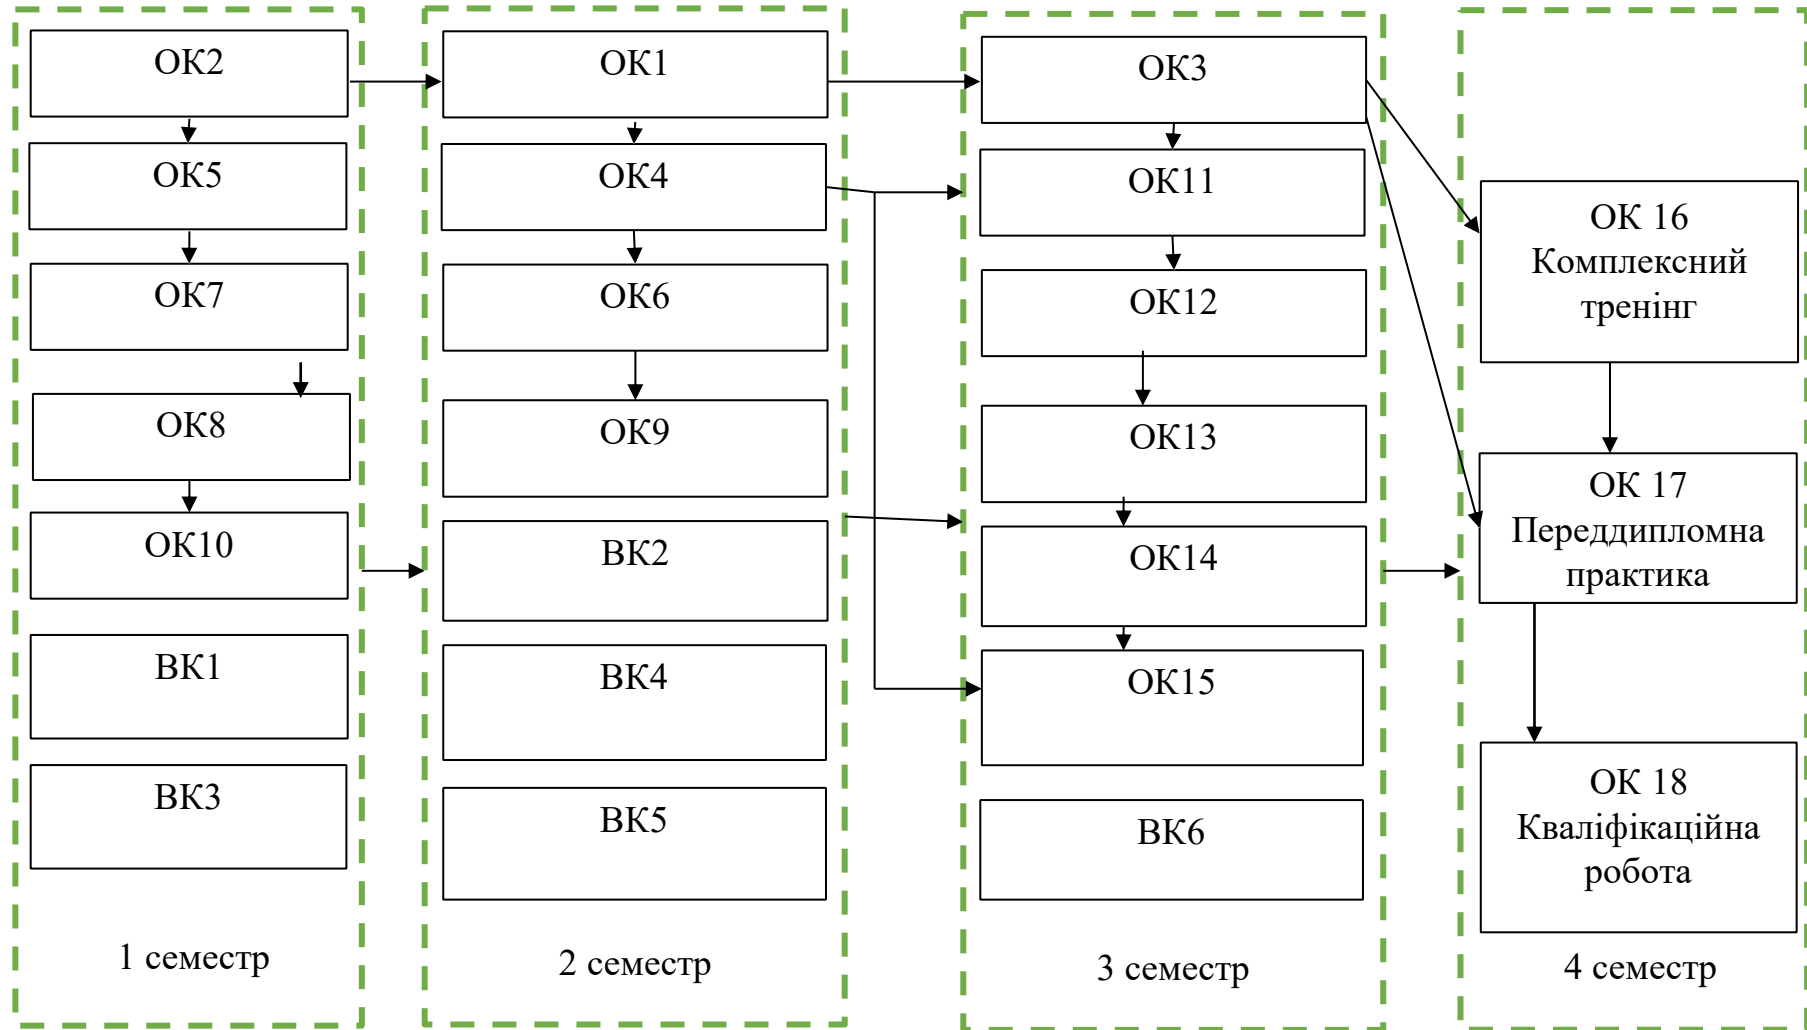 ОК2
ОК5
ОК7
ОК8
ОК10
ВК1
ВК3
1 семестр
ОК1
ОК4
ОК6
ОК9
ВК2
ВК4
ВК5
2 семестр
ОК3
ОК11
ОК12
ОК13
ОК14
ОК15
ВК6
3 семестр
ОК 16
Комплексний
тренінг
ОК 17
Переддипломна
практика
ОК 18
Кваліфікаційна
робота
4 семестр